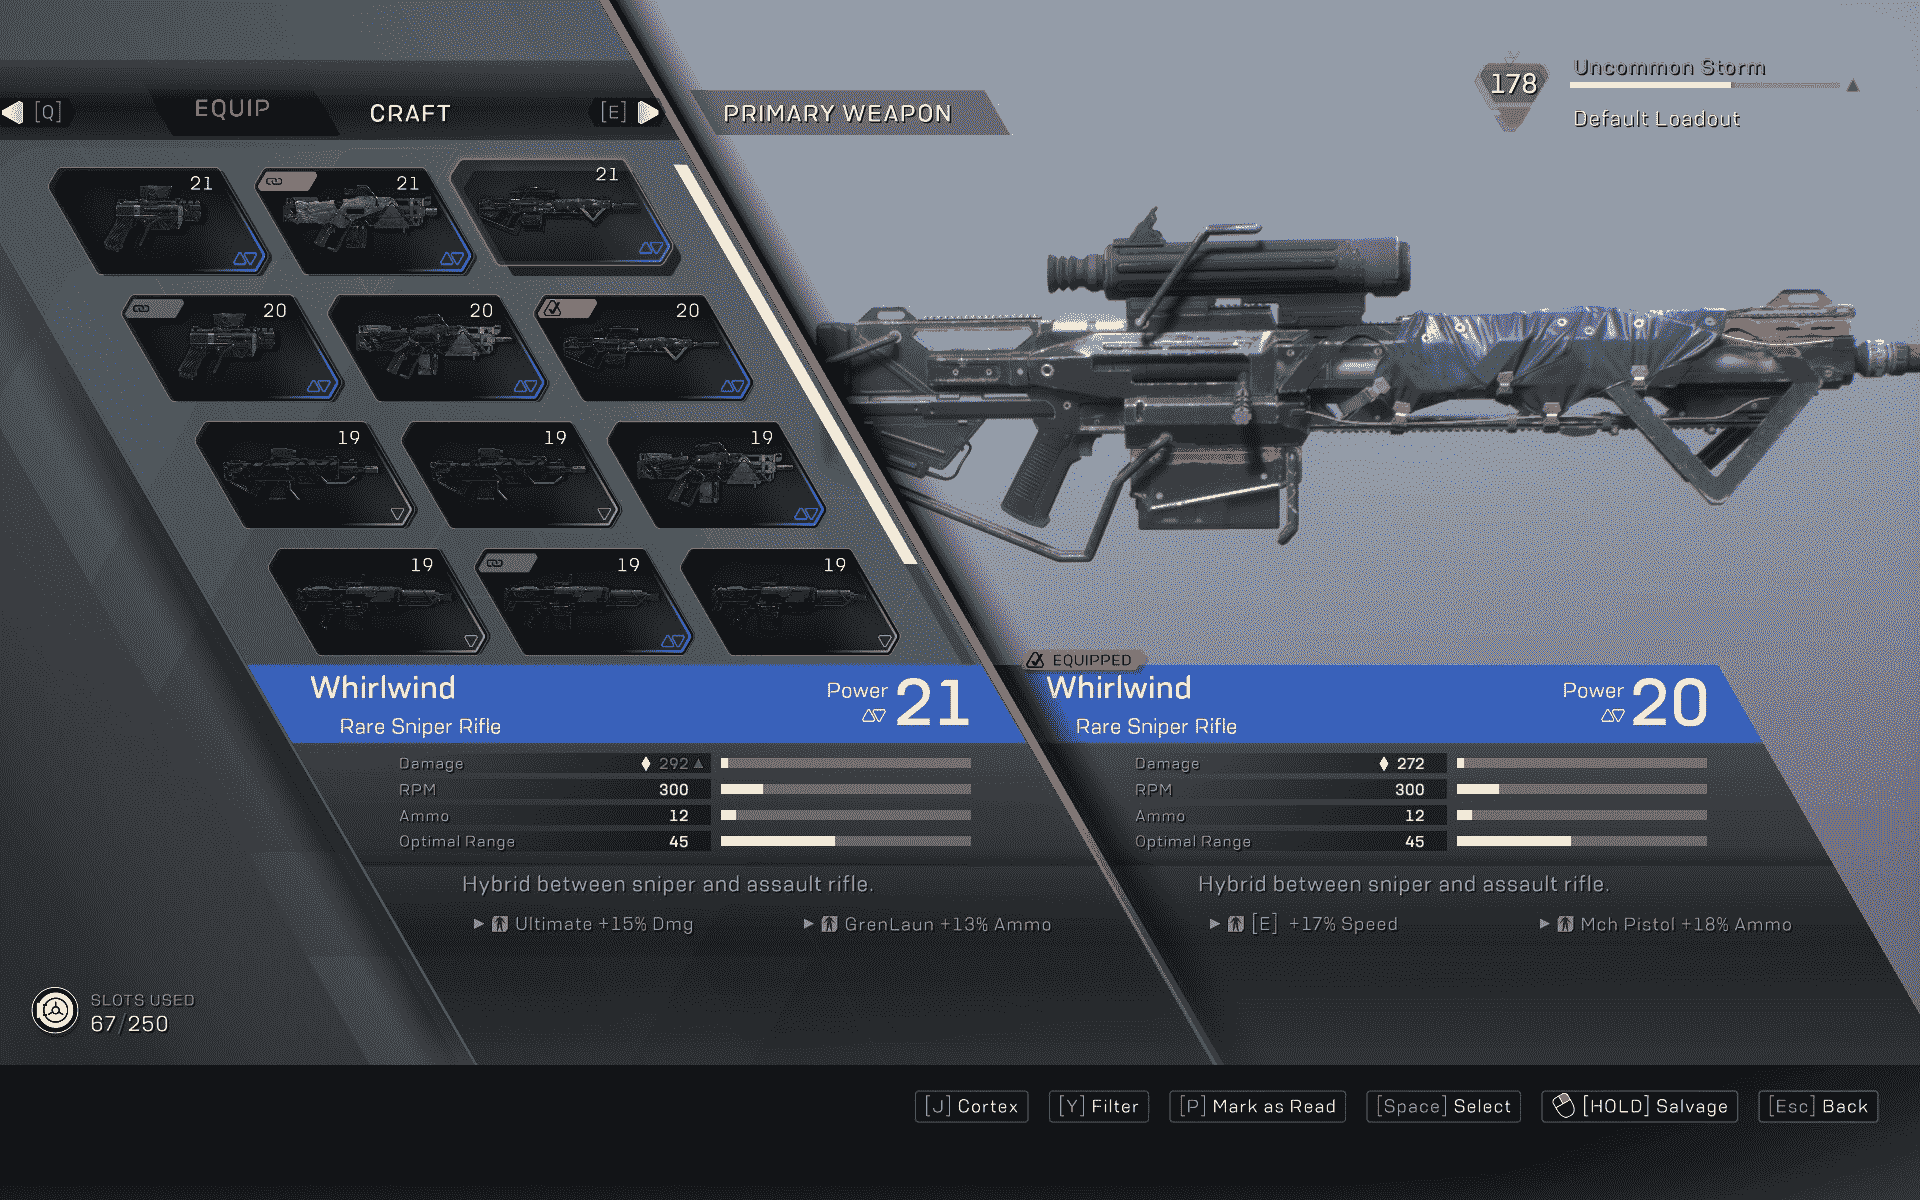 [Q]
EQUIP
CRAFT
[E]
PRIMARY WEAPON
178
Uncommon Storm
Default Loadout
21
21
21
20
20
20
19
19
19
19
19
19
Whirlwind
Rare Sniper Rifle
Power 21
Damage 292
RPM 300
Ammo 12
Optimal Range 45
Hybrid between sniper and assault rifle.
Ultimate +15% Dmg
GrenLaun +13% Ammo
EQUIPPED
Whirlwind
Rare Sniper Rifle
Power 20
Damage 272
RPM 300
Ammo 12
Optimal Range 45
Hybrid between sniper and assault rifle.
[E] +17% Speed
Mch Pistol +18% Ammo
SLOTS USED
67/250
[J] Cortex
[Y] Filter
[P] Mark as Read
[Space] Select
[HOLD] Salvage
[Esc] Back